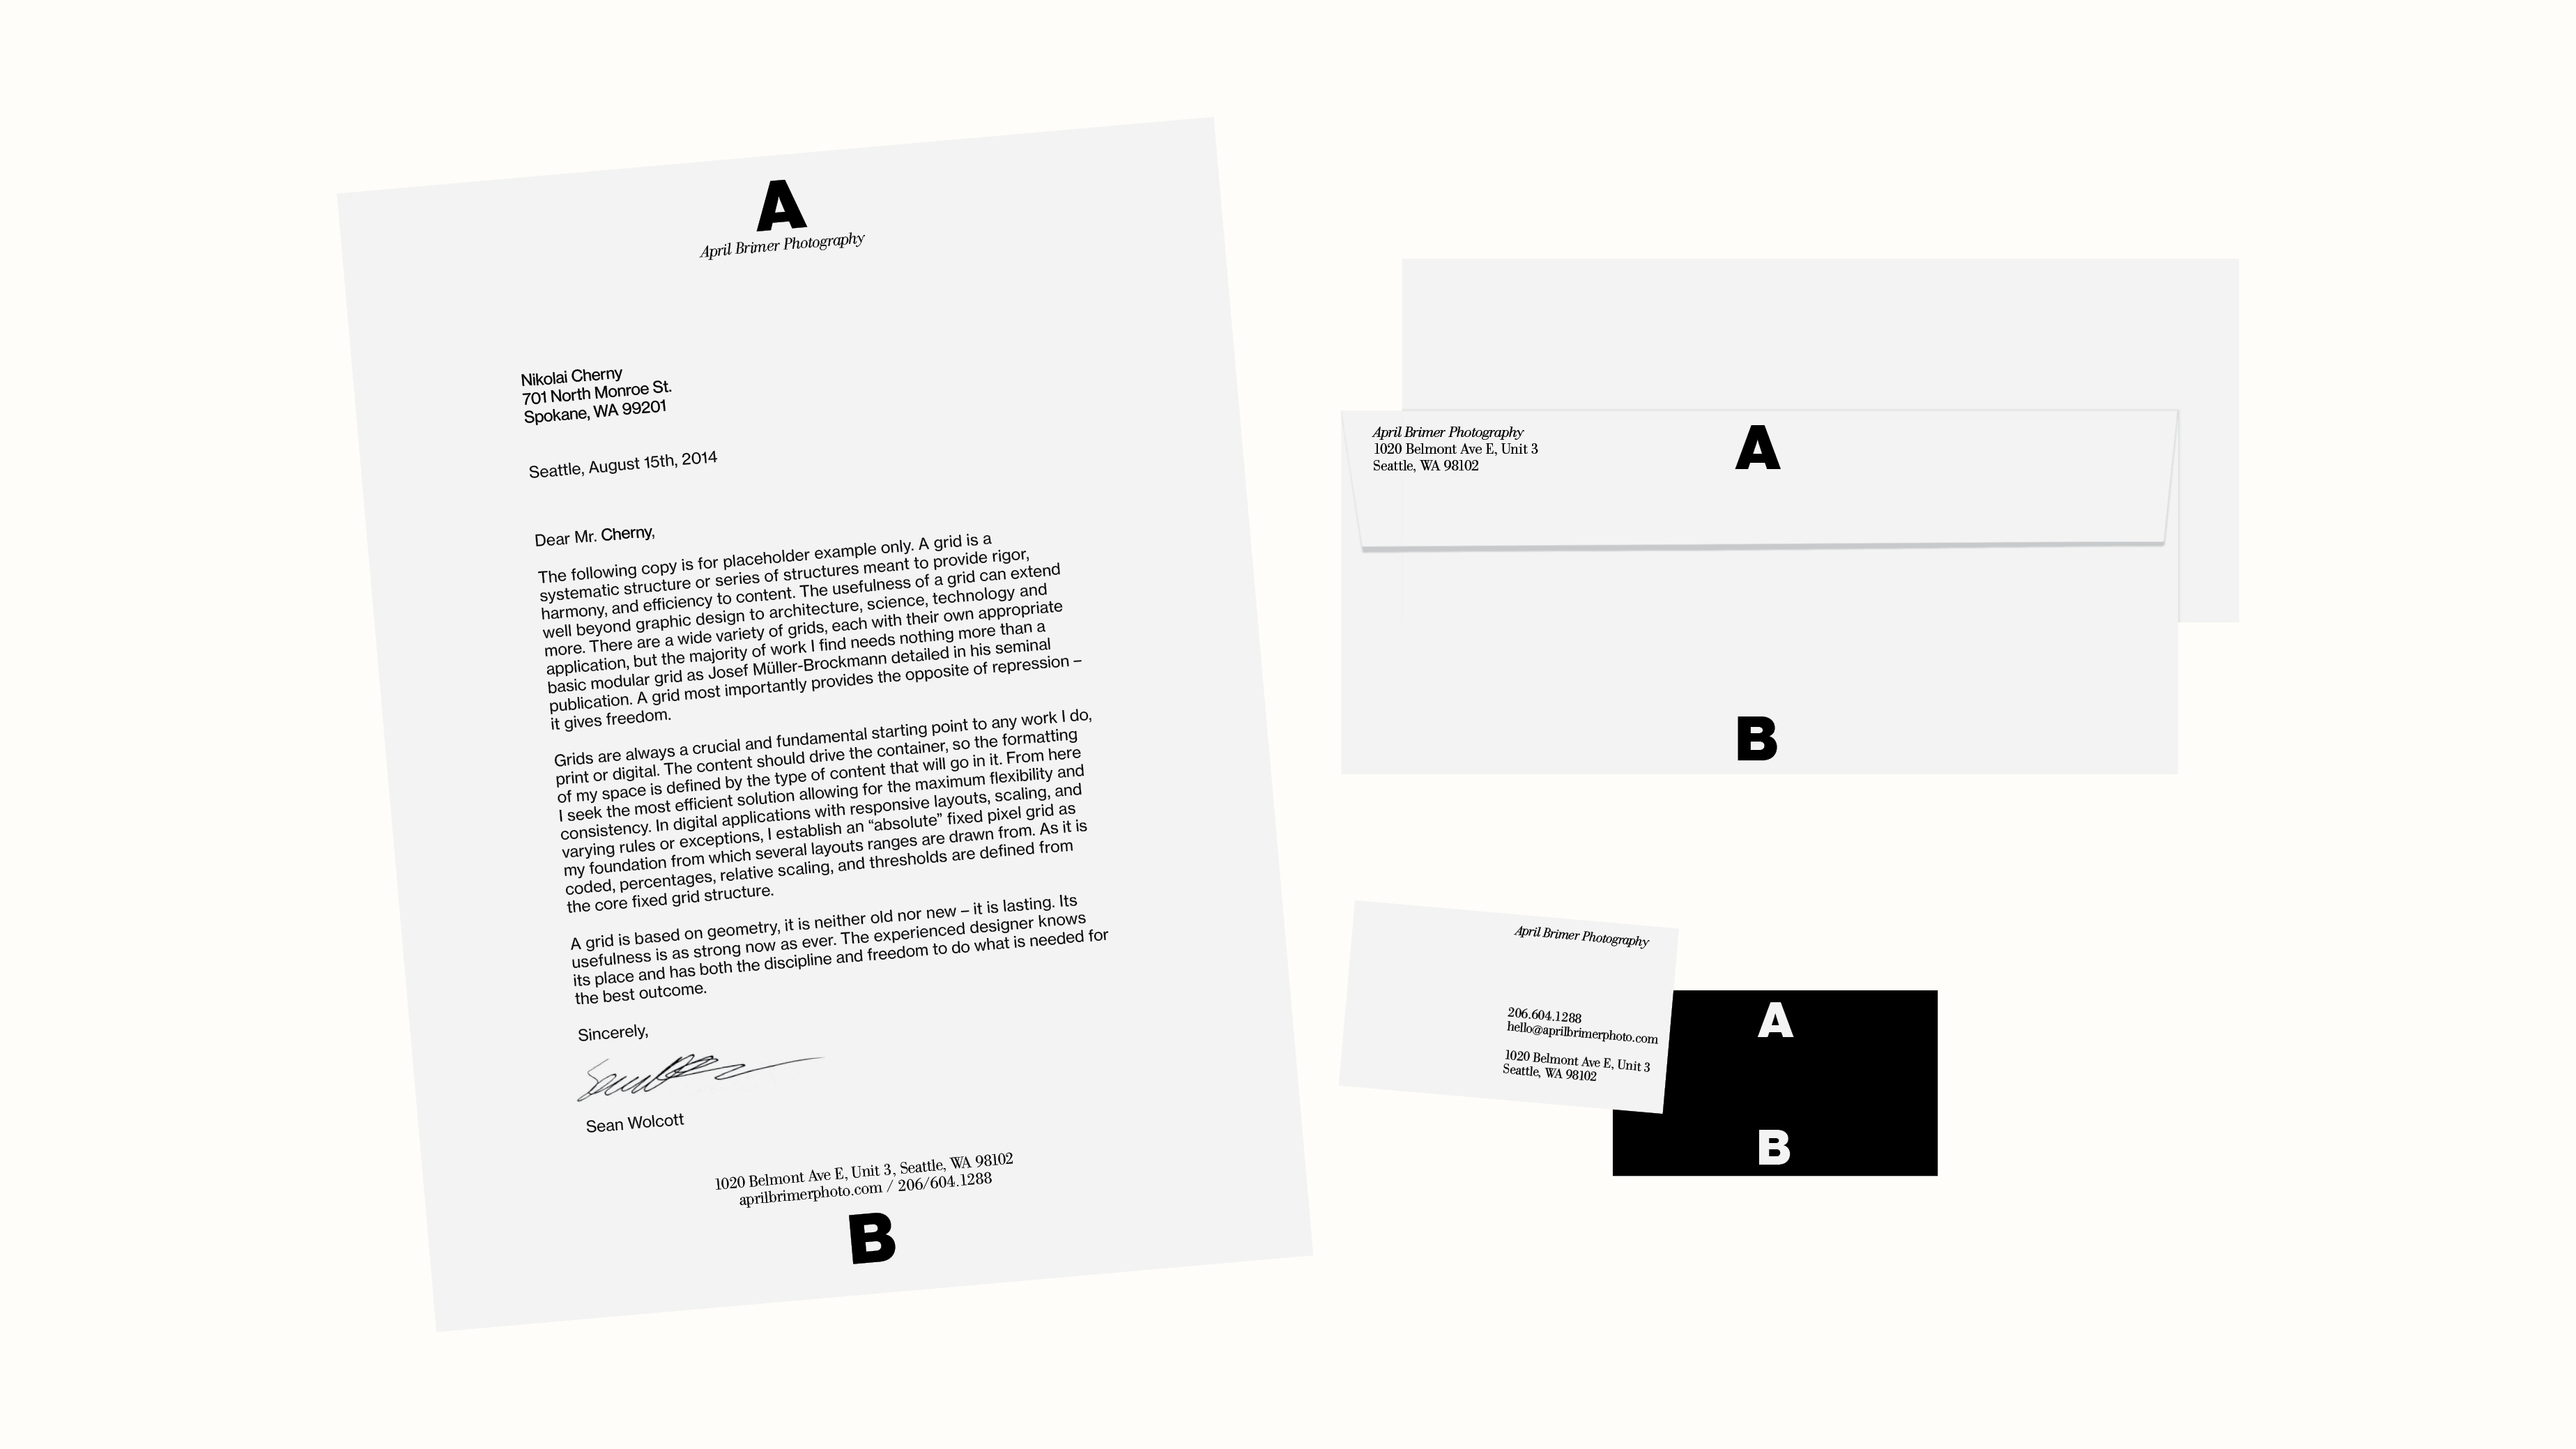 A
April Brimer Photography
Nikolai Cherny
701 North Monroe St.
Spokane, WA 99201
Seattle, August 15th, 2014
Dear Mr. Cherny,
The following copy is for placeholder example only. A grid is a
systematic structure or series of structures meant to provide rigor,
harmony, and efficiency to content. The usefulness of a grid can extend
well beyond graphic design to architecture, science, technology and
more. There are a wide variety of grids, each with their own appropriate
application, but the majority of work I find needs nothing more than a
basic modular grid as Josef Müller-Brockmann detailed in his seminal
publication. A grid most importantly provides the opposite of repression –
it gives freedom.
Grids are always a crucial and fundamental starting point to any work I do,
print or digital. The content should drive the container, so the formatting
of my space is defined by the type of content that will go in it. From here
I seek the most efficient solution allowing for the maximum flexibility and
consistency. In digital applications with responsive layouts, scaling, and
varying rules or exceptions, I establish an “absolute” fixed pixel grid as
my foundation from which several layouts ranges are drawn from. As it is
coded, percentages, relative scaling, and thresholds are defined from
the core fixed grid structure.
A grid is based on geometry, it is neither old nor new – it is lasting. Its
usefulness is as strong now as ever. The experienced designer knows
its place and has both the discipline and freedom to do what is needed for
the best outcome.
Sincerely,
Sean Wolcott
1020 Belmont Ave E, Unit 3, Seattle, WA 98102
aprilbrimerphoto.com / 206/604.1288
B
April Brimer Photography
1020 Belmont Ave E, Unit 3
Seattle, WA 98102
A
B
April Brimer Photography
206.604.1288
hello@aprilbrimerphoto.com
1020 Belmont Ave E, Unit 3
Seattle, WA 98102
A
B